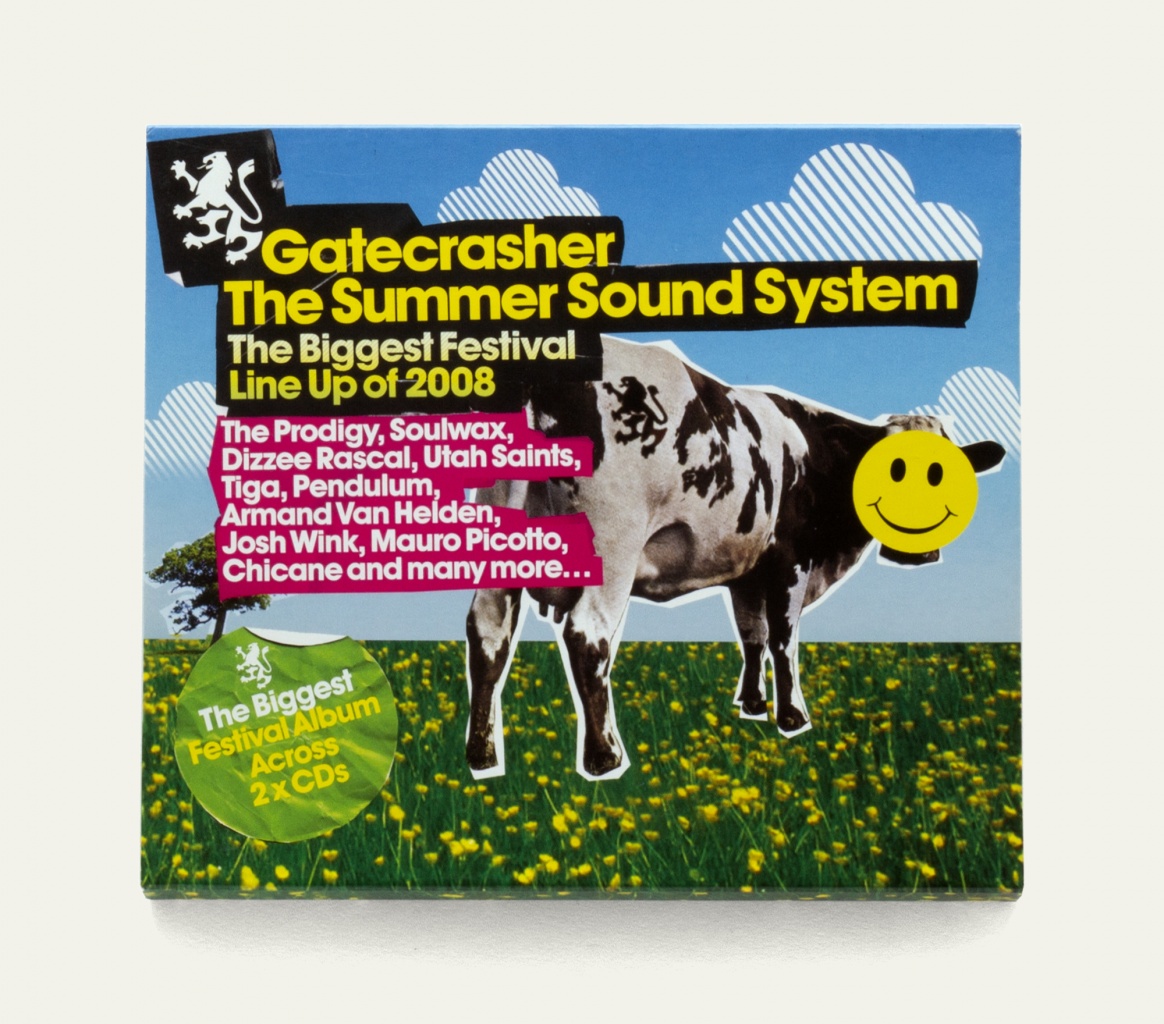 Gatecrasher
The Summer Sound System
The Biggest Festival
Line Up of 2008
The Prodigy, Soulwax,
Dizzee Rascal, Utah Saints,
Tiga, Pendulum,
Armand Van Helden,
Josh Wink, Mauro Picotto,
Chicane and many more...
The Biggest
Festival Album
Across
2 x CDs